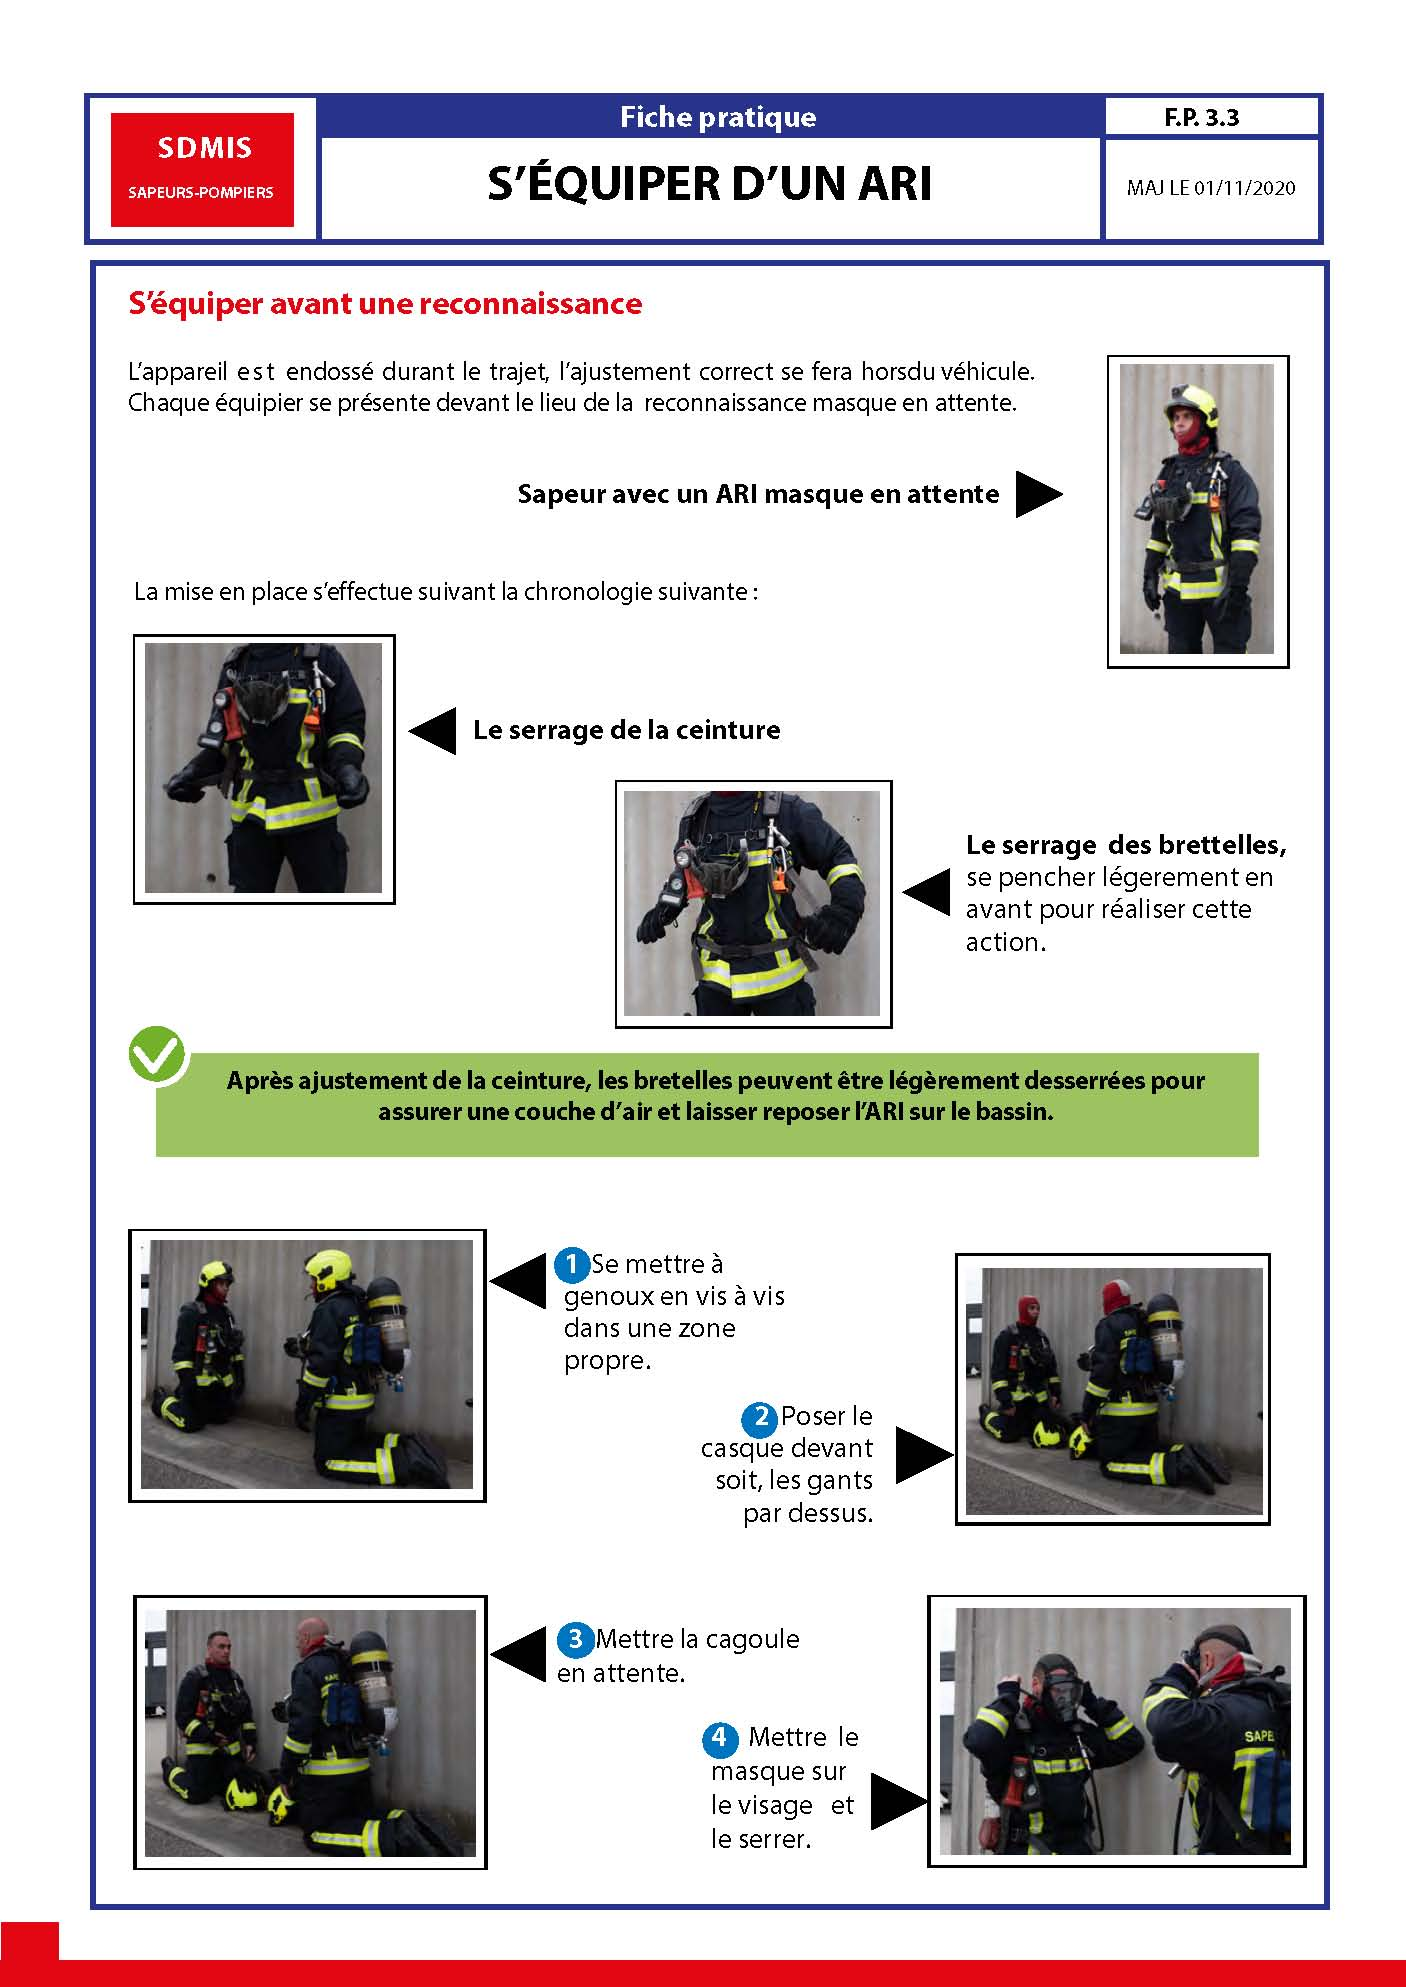 SDMIS
SAPEURS-POMPIERS
Fiche pratique
S'ÉQUIPER D'UN ARI
F.P. 3.3
MAJ LE 01/11/2020
S'équiper avant une reconnaissance
L'appareil est endossé durant le trajet, l'ajustement correct se fera horsdu véhicule.
Chaque équipier se présente devant le lieu de la reconnaissance masque en attente.
Sapeur avec un ARI masque en attente
La mise en place s'effectue suivant la chronologie suivante :
Le serrage de la ceinture
Le serrage des brettelles,
se pencher légerement en
avant pour réaliser cette
action.
Après ajustement de la ceinture, les bretelles peuvent être légèrement desserrées pour
assurer une couche d'air et laisser reposer l'ARI sur le bassin.
1 Se mettre à
genoux en vis à vis
dans une zone
propre.
2 Poser le
casque devant
soit, les gants
par dessus.
3 Mettre la cagoule
en attente.
4 Mettre le
masque sur
le visage et
le serrer.
SAPE